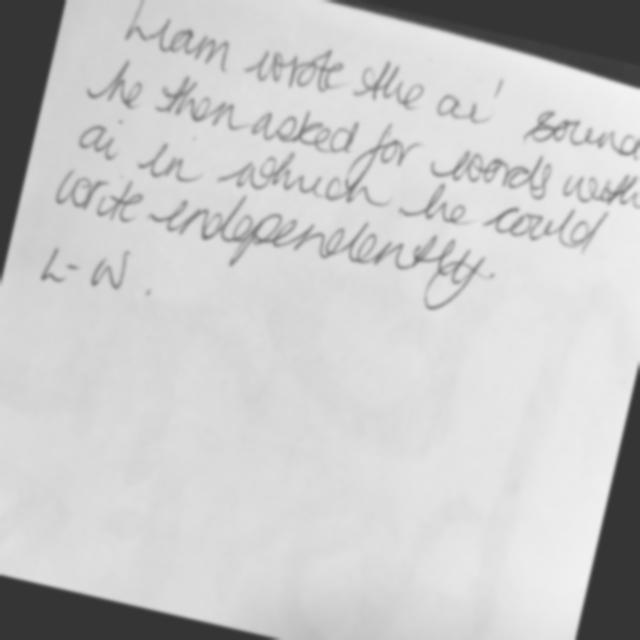 Liam wrote the ai' sound
he then asked for words with
ai in which he could
write independently.
L-W.